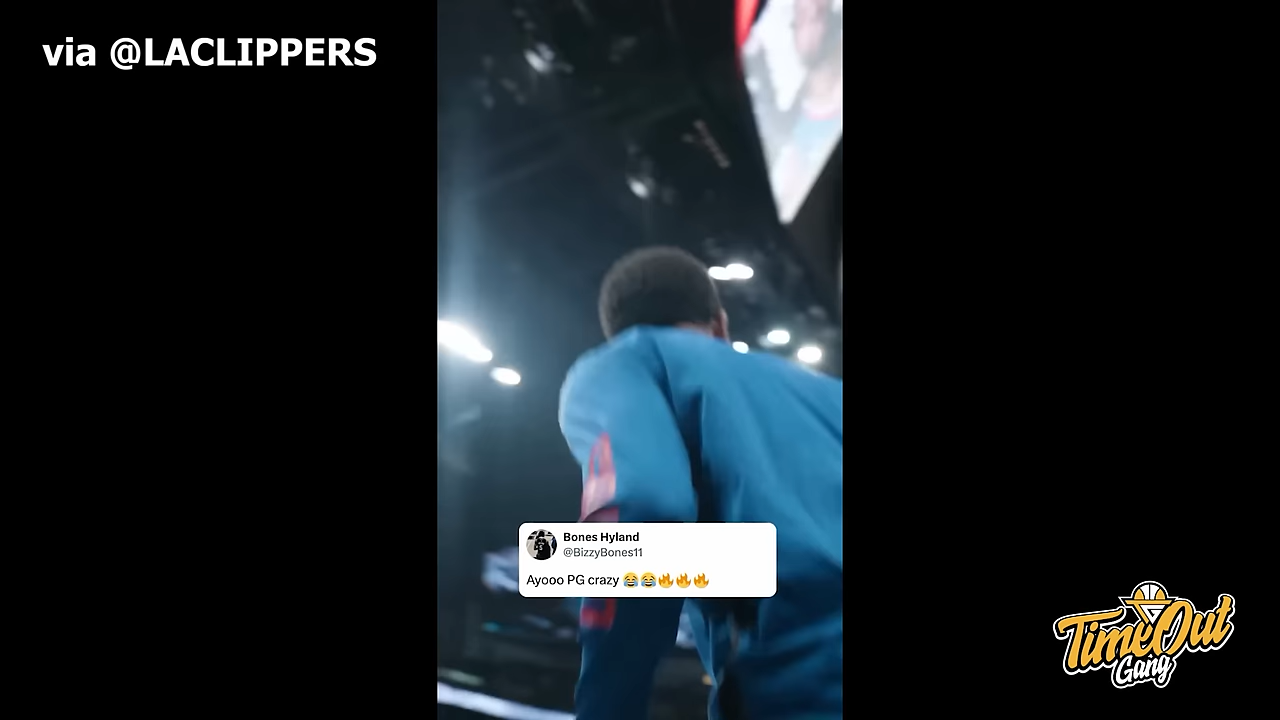 via @LACLIPPERS
Bones Hyland
@BizzyBones11
Ayooo PG crazy 😂😂🔥🔥🔥
TimeOut
Gang